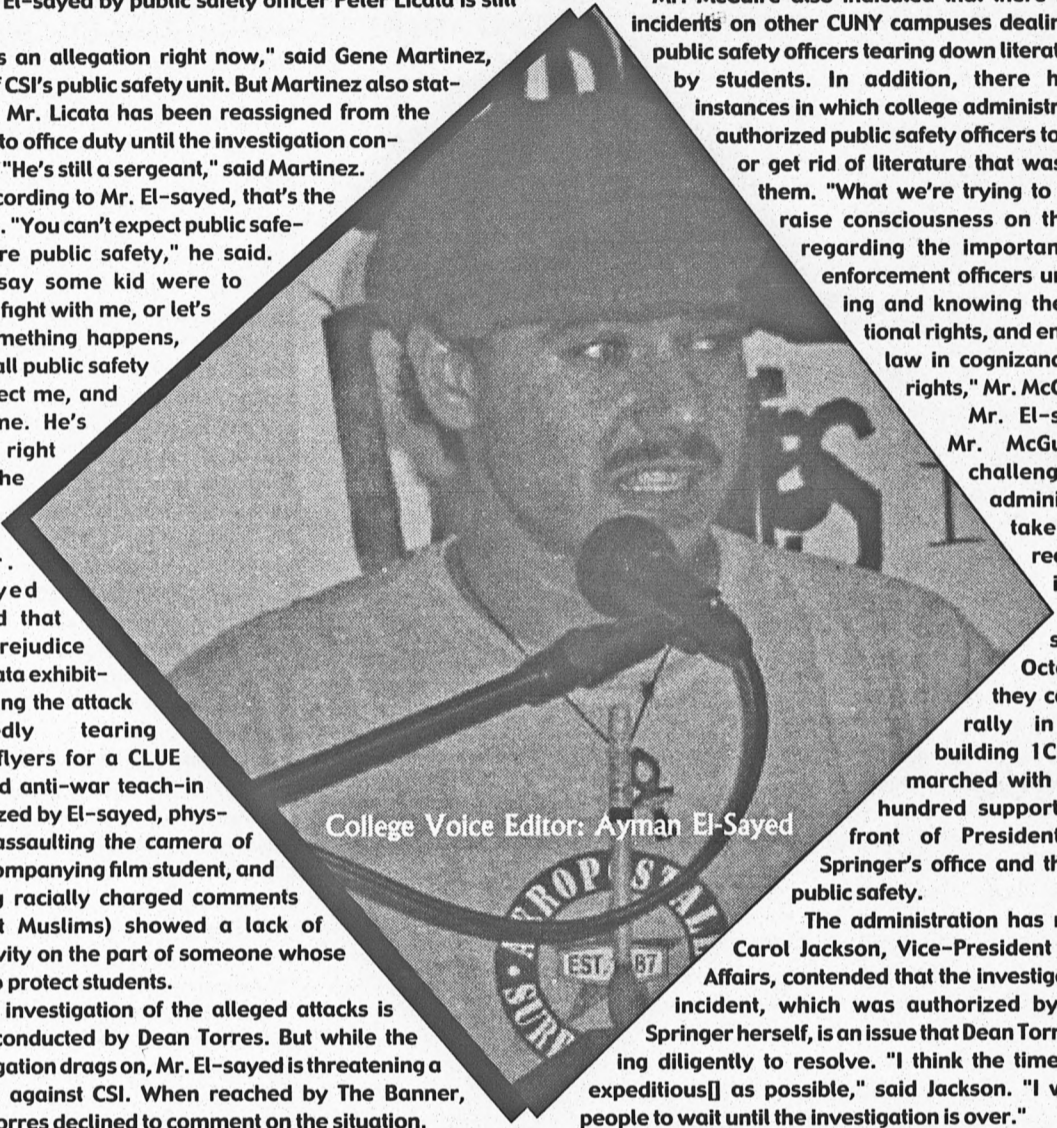 El-sayed by public safety officer Peter Licata is still
s an allegation right now," said Gene Martinez,
CSI's public safety unit. But Martinez also stat-
Mr. Licata has been reassigned from the
to office duty until the investigation con-
"He's still a sergeant," said Martinez.
cording to Mr. El-sayed, that's the
. "You can't expect public safe-
re public safety," he said.
say some kid were to
fight with me, or let's
mething happens,
all public safety
ect me, and
me. He's
right
he
.
yed
d that
rejudice
ata exhibit-
ng the attack
dly tearing
flyers for a CLUE
d anti-war teach-in
zed by El-sayed, phys-
assaulting the camera of
ompanying film student, and
g racially charged comments
t Muslims) showed a lack of
vity on the part of someone whose
o protect students.
investigation of the alleged attacks is
conducted by Dean Torres. But while the
gation drags on, Mr. El-sayed is threatening a
against CSI. When reached by The Banner,
orres declined to comment on the situation.
College Voice Editor: Ayman El-Sayed
EST. 87
incidents on other CUNY campuses dealin
public safety officers tearing down literat
by students. In addition, there h
instances in which college administr
authorized public safety officers ta
or get rid of literature that was
them. "What we're trying to
raise consciousness on th
regarding the importan
enforcement officers un
ing and knowing the
tional rights, and en
law in cognizanc
rights," Mr. McG
Mr. El-s
Mr. McGu
challeng
admini
take
re
i
s
Octo
they co
rally in
building 1C
marched with
hundred support
front of President
Springer's office and th
public safety.
The administration has
Carol Jackson, Vice-President
Affairs, contended that the investiga
incident, which was authorized by
Springer herself, is an issue that Dean Torr
ing diligently to resolve. "I think the time
expeditious[] as possible," said Jackson. "I w
people to wait until the investigation is over."